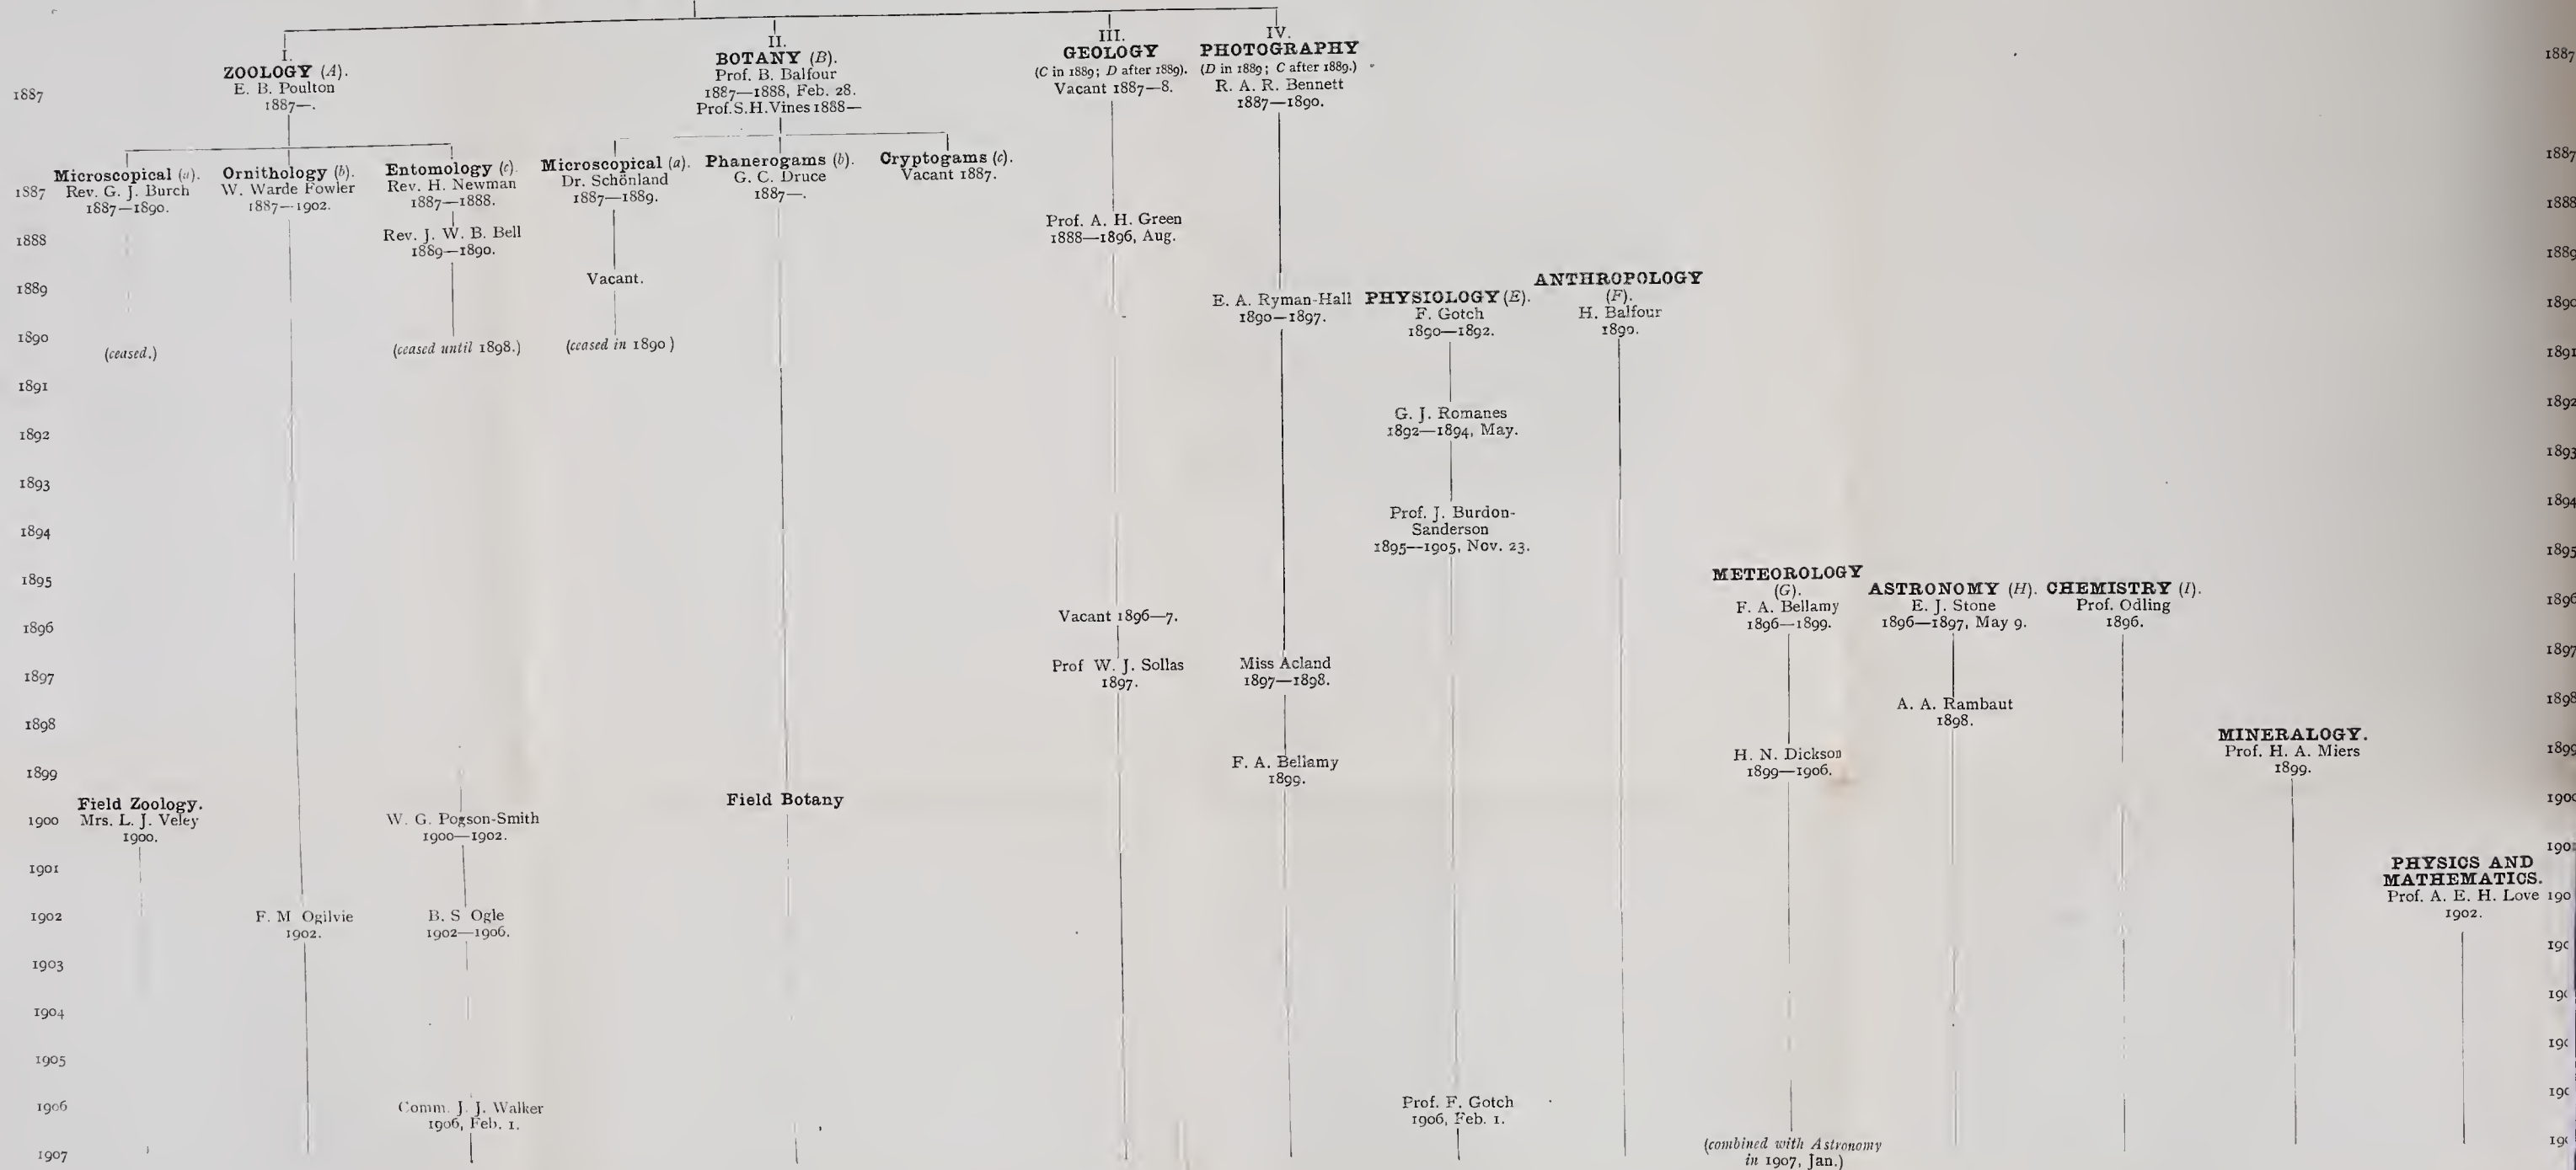 I.
ZOOLOGY (A).
E. B. Poulton
1887—.
II.
BOTANY (B).
Prof. B. Balfour
1887—1888, Feb. 28.
Prof.S.H.Vines 1888—
III.
GEOLOGY
(C in 1889; D after 1889).
Vacant 1887—8.
IV.
PHOTOGRAPHY
(D in 1889; C after 1889.)
R. A. R. Bennett
1887—1890.
1887
1887
Microscopical (a).
Rev. G. J. Burch
1887—1890.
Ornithology (b).
W. Warde Fowler
1887—1902.
Entomology (c).
Rev. H. Newman
1887—1888.
Rev. J. W. B. Bell
1889—1890.
Microscopical (a).
Dr. Schönland
1887—1889.
Phanerogams (b).
G. C. Druce
1887—.
Cryptogams (c).
Vacant 1887.
Prof. A. H. Green
1888—1896, Aug.
1887
1888
1889
1890
1891
1892
1893
1894
1895
1896
1897
1898
1899
1900
1901
1902
1903
1904
1905
1906
1907
Vacant.
(ceased.)
(ceased until 1898.)
(ceased in 1890)
E. A. Ryman-Hall
1890—1897.
PHYSIOLOGY (E).
F. Gotch
1890—1892.
ANTHROPOLOGY
(F).
H. Balfour
1890.
G. J. Romanes
1892—1894, May.
Prof. J. Burdon-
Sanderson
1895—1905, Nov. 23.
METEOROLOGY
(G).
F. A. Bellamy
1896—1899.
ASTRONOMY (H).
E. J. Stone
1896—1897, May 9.
CHEMISTRY (I).
Prof. Odling
1896.
Vacant 1896—7.
Prof W. J. Sollas
1897.
Miss Acland
1897—1898.
A. A. Rambaut
1898.
MINERALOGY.
Prof. H. A. Miers
1899.
H. N. Dickson
1899—1906.
F. A. Bellamy
1899.
Field Zoology.
Mrs. L. J. Veley
1900.
W. G. Pogson-Smith
1900—1902.
Field Botany
PHYSICS AND
MATHEMATICS.
Prof. A. E. H. Love
1902.
F. M Ogilvie
1902.
B. S Ogle
1902—1906.
Comm. J. J. Walker
1906, Feb. 1.
Prof. F. Gotch
1906, Feb. 1.
(combined with Astronomy
in 1907, Jan.)
1887
1887
1888
1889
1890
1891
1892
1893
1894
1895
1896
1897
1898
1899